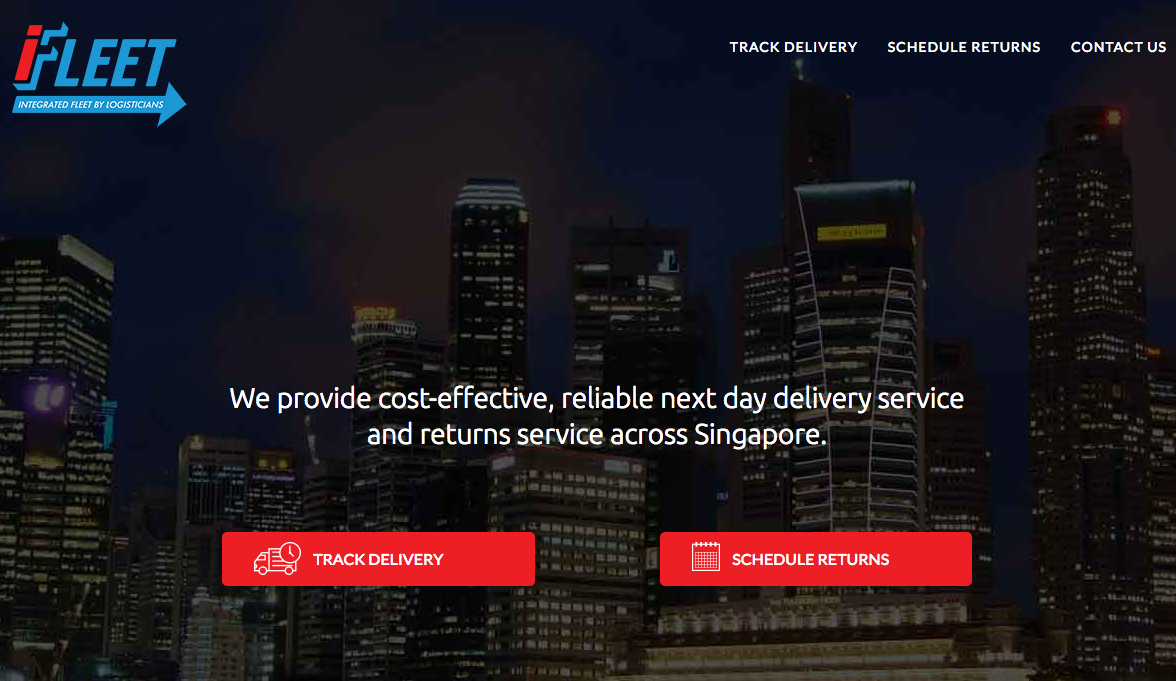 iFLEET
INTEGRATED FLEET BY LOGISTICIANS
TRACK DELIVERY
SCHEDULE RETURNS
CONTACT US
We provide cost-effective, reliable next day delivery service
and returns service across Singapore.
TRACK DELIVERY
SCHEDULE RETURNS